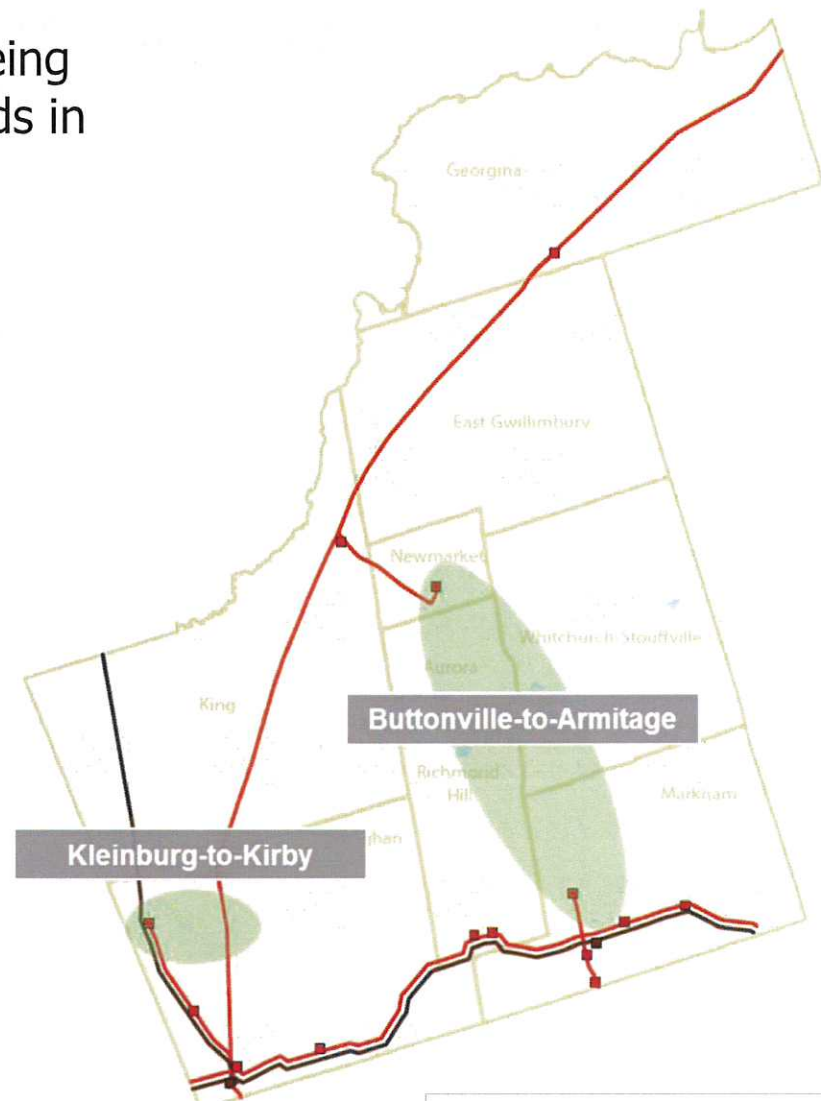 eing
ds in
Georgina
East Gwillimbury
Newmarket
Whitchurch-Stouffville
Aurora
King
Buttonville-to-Armitage
Richmond
Hill
Markham
ghan
Kleinburg-to-Kirby